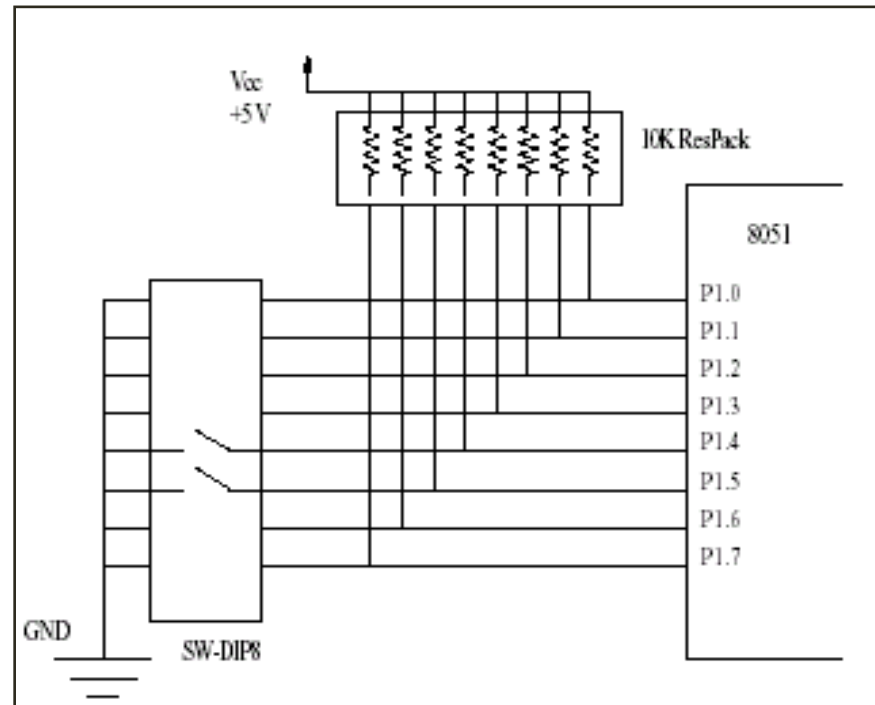 Vcc
+5 V
10K ResPack
8051
P1.0
P1.1
P1.2
P1.3
P1.4
P1.5
P1.6
P1.7
GND
SW-DIP8